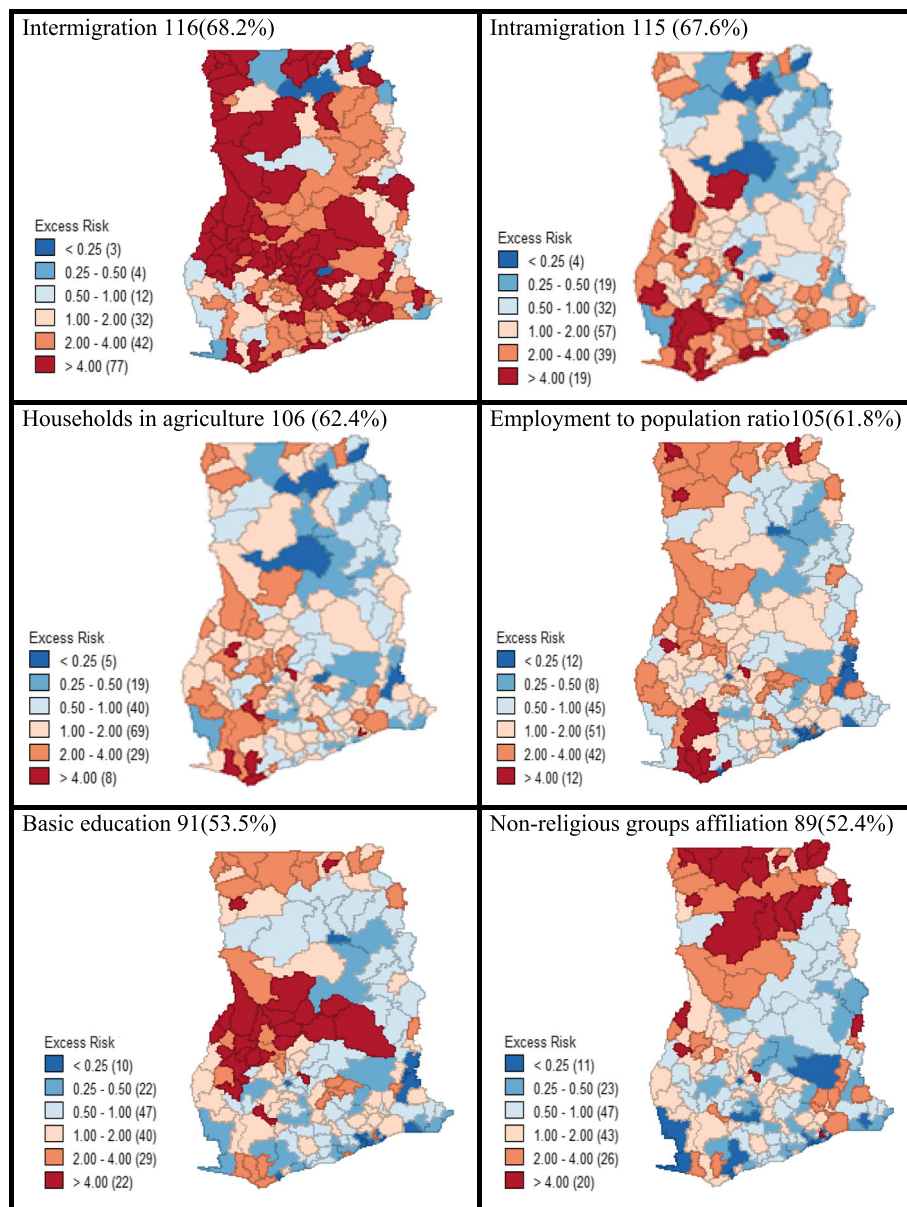 Intermigration 116(68.2%)
Excess Risk
< 0.25 (3)
0.25 - 0.50 (4)
0.50 - 1.00 (12)
1.00 - 2.00 (32)
2.00 - 4.00 (42)
> 4.00 (77)
Intramigration 115 (67.6%)
Excess Risk
< 0.25 (4)
0.25 - 0.50 (19)
0.50 - 1.00 (32)
1.00 - 2.00 (57)
2.00 - 4.00 (39)
> 4.00 (19)
Households in agriculture 106 (62.4%)
Excess Risk
< 0.25 (5)
0.25 - 0.50 (19)
0.50 - 1.00 (40)
1.00 - 2.00 (69)
2.00 - 4.00 (29)
> 4.00 (8)
Employment to population ratio105(61.8%)
Excess Risk
< 0.25 (12)
0.25 - 0.50 (8)
0.50 - 1.00 (45)
1.00 - 2.00 (51)
2.00 - 4.00 (42)
> 4.00 (12)
Basic education 91(53.5%)
Excess Risk
< 0.25 (10)
0.25 - 0.50 (22)
0.50 - 1.00 (47)
1.00 - 2.00 (40)
2.00 - 4.00 (29)
> 4.00 (22)
Non-religious groups affiliation 89(52.4%)
Excess Risk
< 0.25 (11)
0.25 - 0.50 (23)
0.50 - 1.00 (47)
1.00 - 2.00 (43)
2.00 - 4.00 (26)
> 4.00 (20)